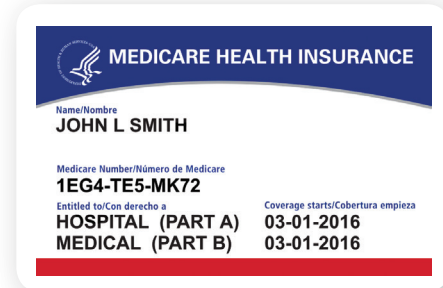 MEDICARE HEALTH INSURANCE
Name/Nombre
JOHN L SMITH
Medicare Number/Número de Medicare
1EG4-TE5-MK72
Entitled to/Con derecho a
Coverage starts/Cobertura empieza
HOSPITAL (PART A) 03-01-2016
MEDICAL (PART B) 03-01-2016